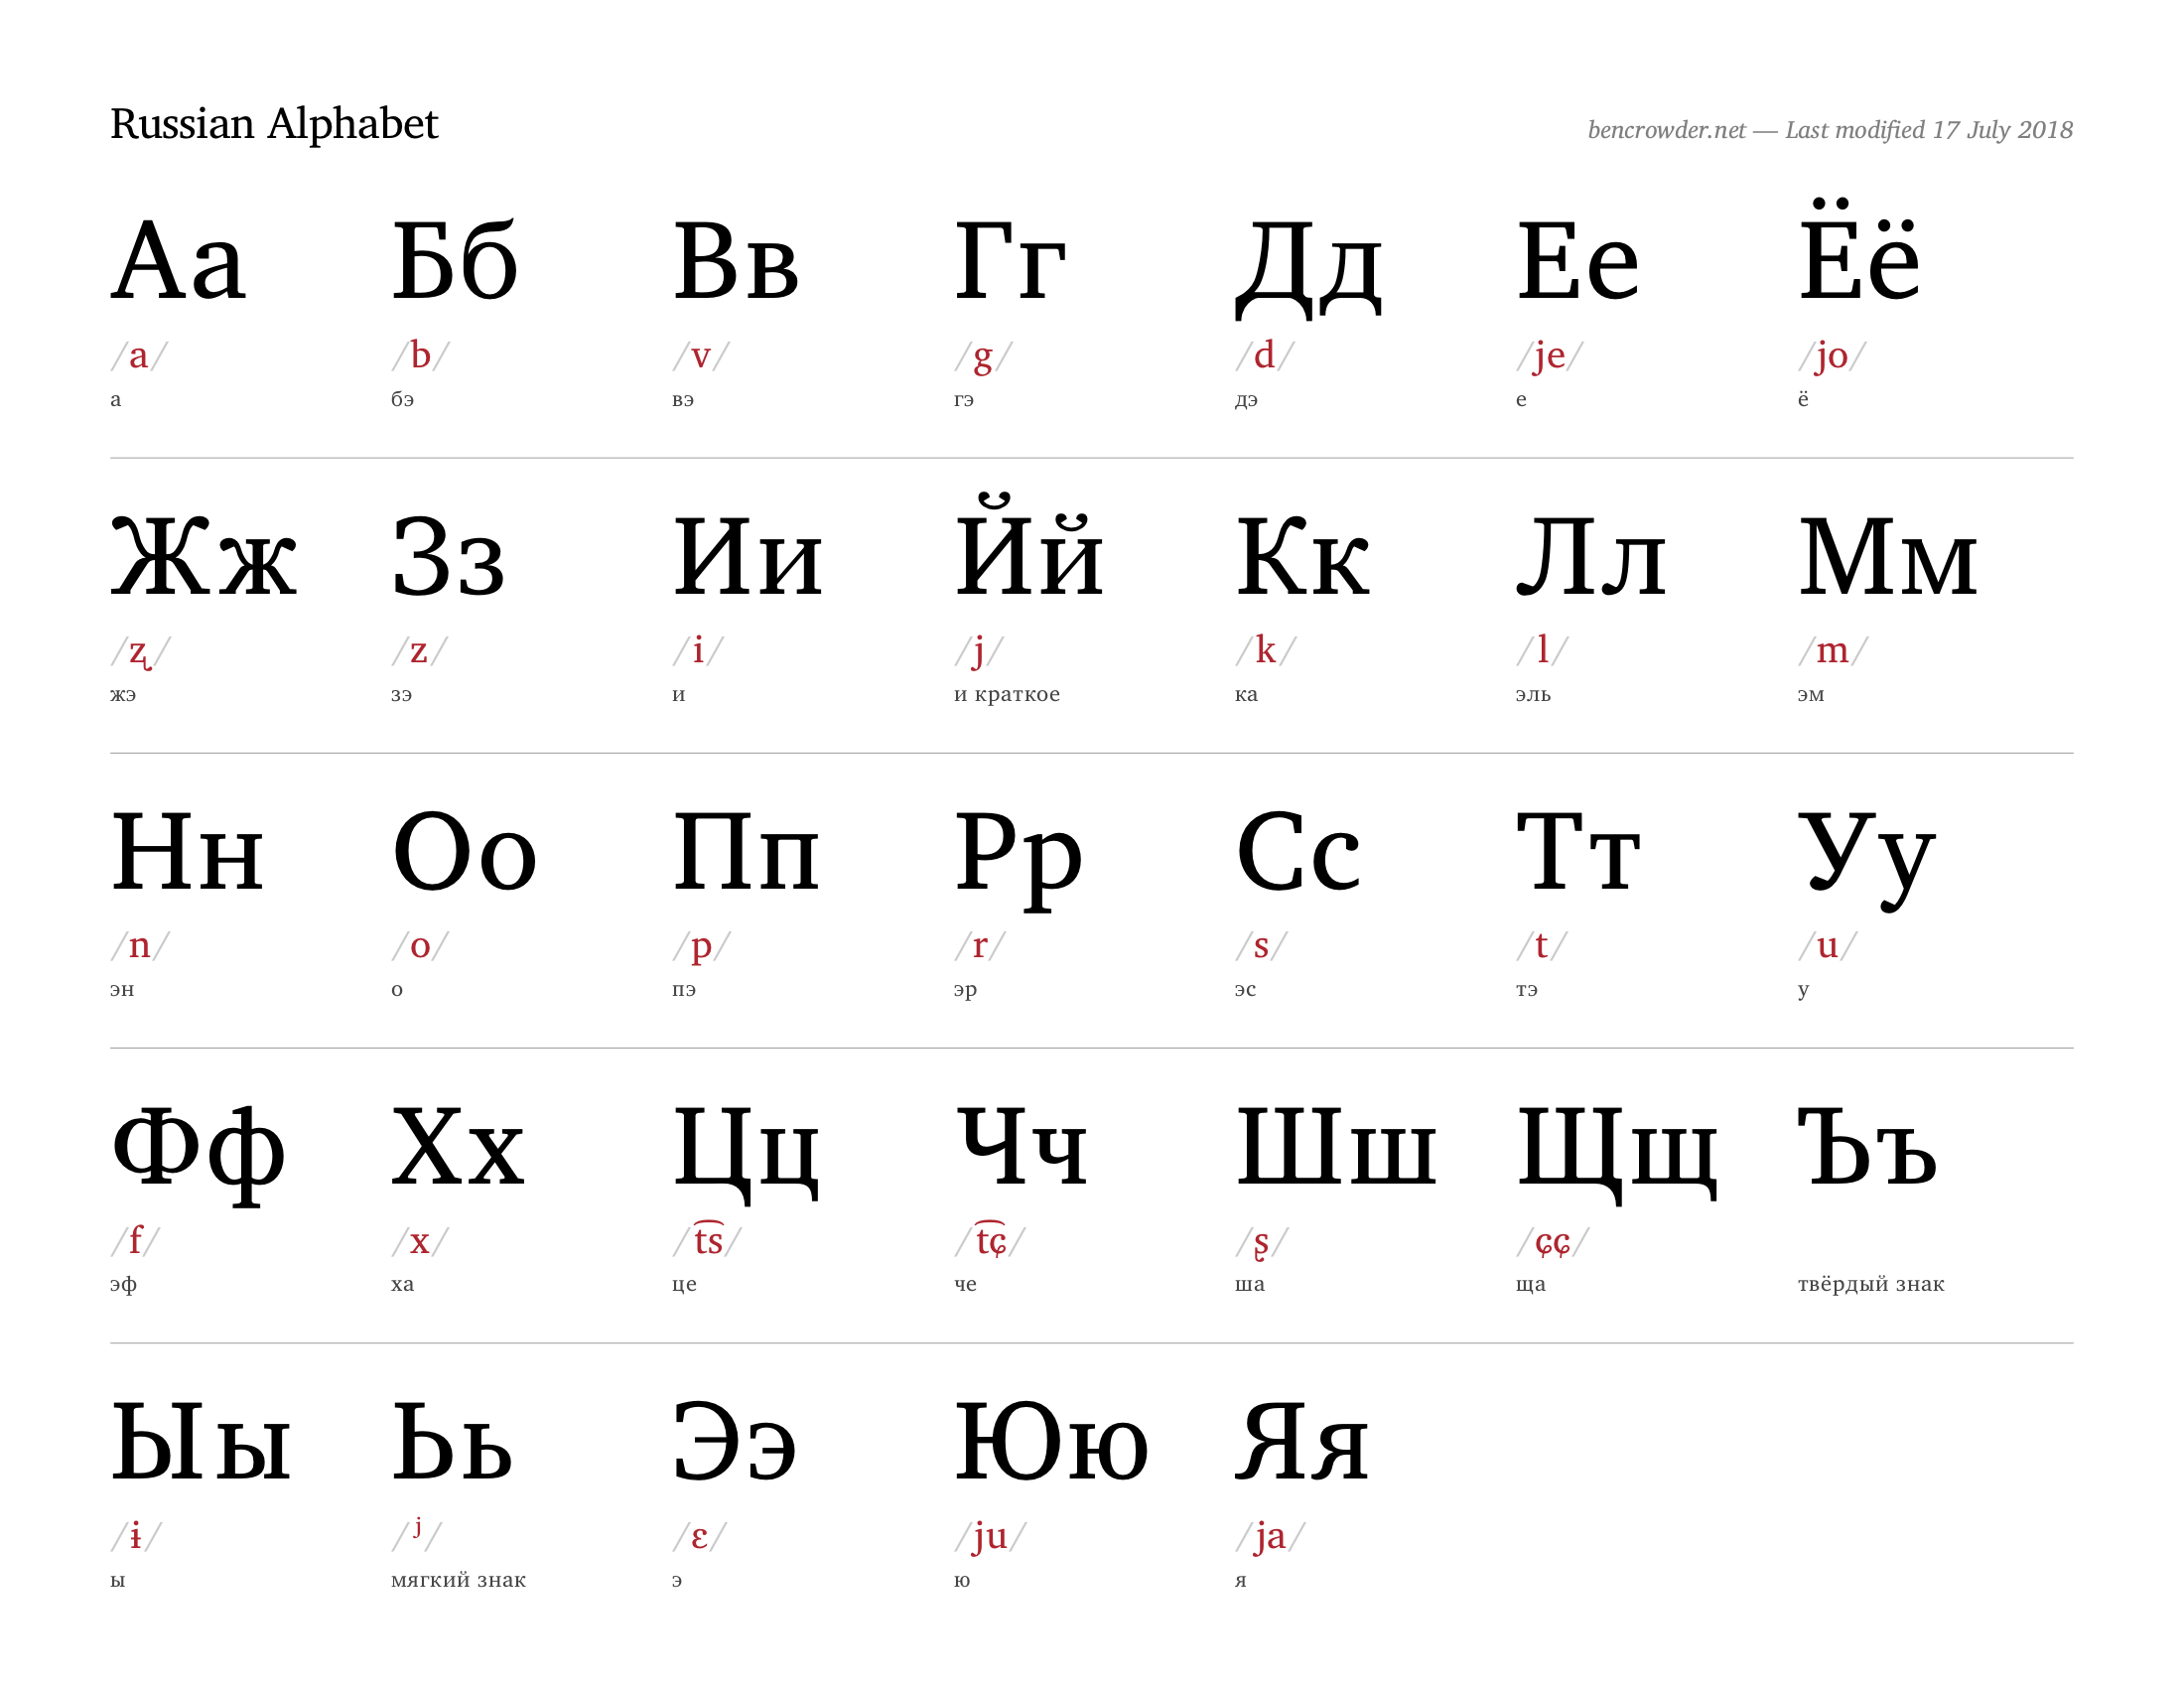 Russian Alphabet
bencrowder.net — Last modified 17 July 2018
Аа Бб Вв Гг Дд Ее Ёё
/a/ /b/ /v/ /g/ /d/ /je/ /jo/
а бэ вэ гэ дэ е ё
Жж Зз Ии Йй Кк Лл Мм
/ʐ/ /z/ /i/ /j/ /k/ /l/ /m/
жэ зэ и и краткое ка эль эм
Нн Оо Пп Рр Сс Тт Уу
/n/ /o/ /p/ /r/ /s/ /t/ /u/
эн о пэ эр эс тэ у
Фф Хх Цц Чч Шш Щщ Ъъ
/f/ /x/ /t͡s/ /t͡ɕ/ /ʂ/ /ɕɕ/
эф ха це че ша ща твёрдый знак
Ыы Ьь Ээ Юю Яя
/ɨ/ /ʲ/ /ɛ/ /ju/ /ja/
ы мягкий знак э ю я